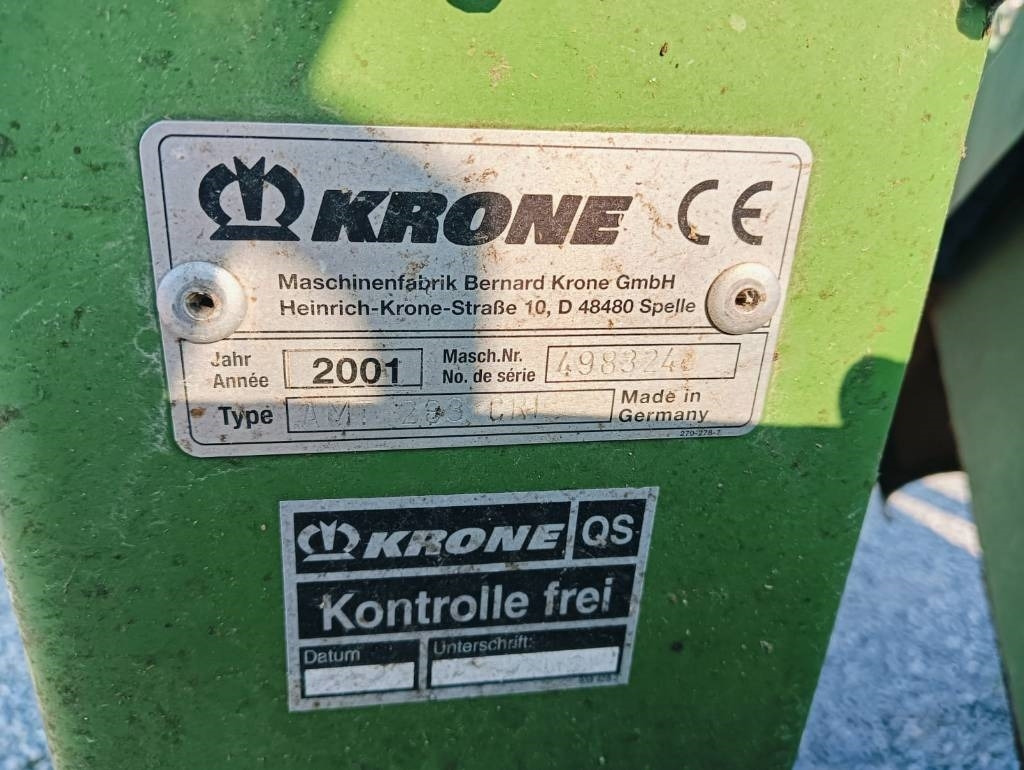 KRONE CE
Maschinenfabrik Bernard Krone GmbH
Heinrich-Krone-Straße 10, D 48480 Spelle
Jahr
Année
2001
Masch.Nr.
No. de série
Type
Made in
Germany
270-278-7
KRONE QS
Kontrolle frei
Datum
Unterschrift: